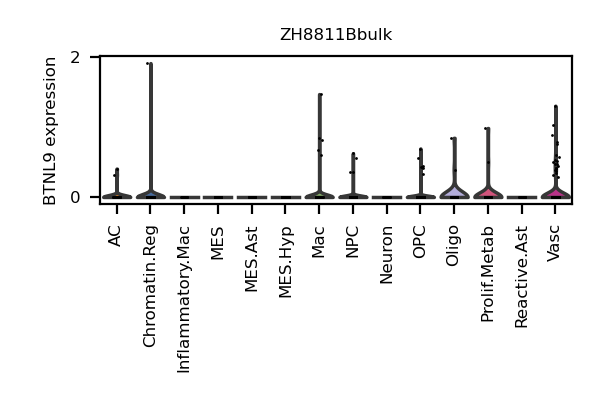 ZH8811Bbulk
BTNL9 expression
2
0
AC
Chromatin.Reg
Inflammatory.Mac
MES
MES.Ast
MES.Hyp
Mac
NPC
Neuron
OPC
Oligo
Prolif.Metab
Reactive.Ast
Vasc